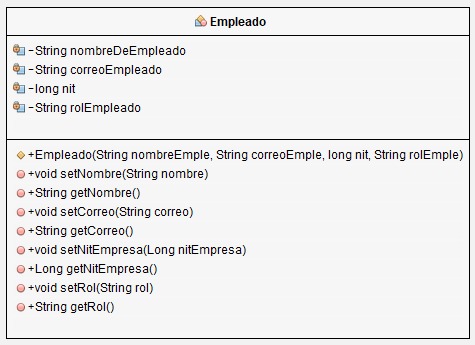 Empleado
-String nombreDeEmpleado
-String correoEmpleado
-long nit
-String rolEmpleado
+Empleado(String nombreEmple, String correoEmple, long nit, String rolEmple)
+void setNombre(String nombre)
+String getNombre()
+void setCorreo(String correo)
+String getCorreo()
+void setNitEmpresa(Long nitEmpresa)
+Long getNitEmpresa()
+void setRol(String rol)
+String getRol()